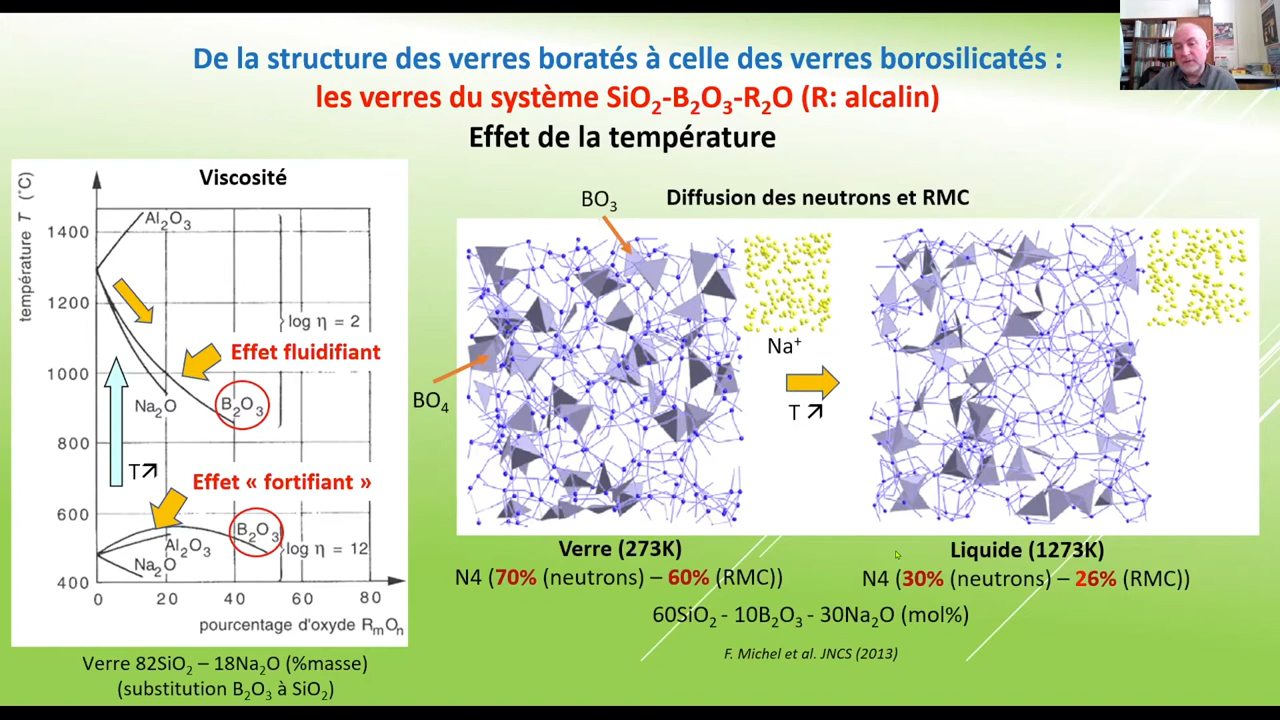 De la structure des verres boratés à celle des verres borosilicatés :
les verres du système SiO₂-B₂O₃-R₂O (R: alcalin)
Effet de la température
Viscosité
température T (°C)
1400
1200
1000
800
600
400
0
20
40
60
80
pourcentage d'oxyde RₘOₙ
Al₂O₃
log η = 2
Effet fluidifiant
Na₂O
B₂O₃
T↗
Effet « fortifiant »
B₂O₃
Al₂O₃
Na₂O
log η = 12
Verre 82SiO₂ – 18Na₂O (%masse)
(substitution B₂O₃ à SiO₂)
Diffusion des neutrons et RMC
BO₃
BO₄
Na⁺
T ↗
Verre (273K)
N4 (70% (neutrons) – 60% (RMC))
Liquide (1273K)
N4 (30% (neutrons) – 26% (RMC))
60SiO₂ - 10B₂O₃ - 30Na₂O (mol%)
F. Michel et al. JNCS (2013)